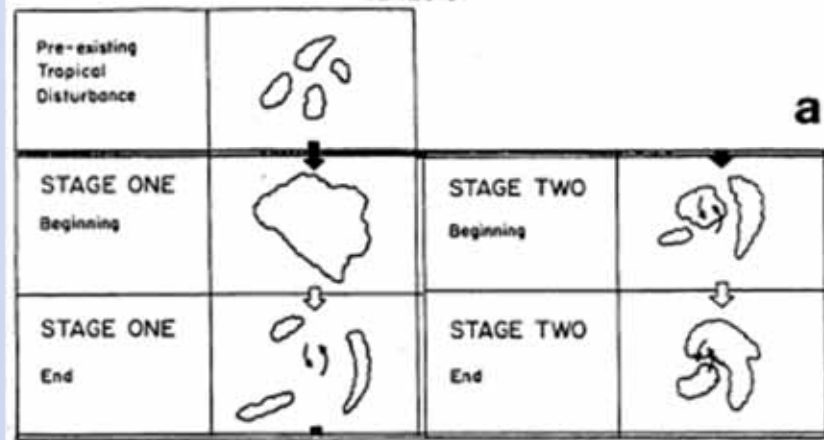 Pre-existing
Tropical
Disturbance
a
STAGE ONE
Beginning
STAGE TWO
Beginning
STAGE ONE
End
STAGE TWO
End